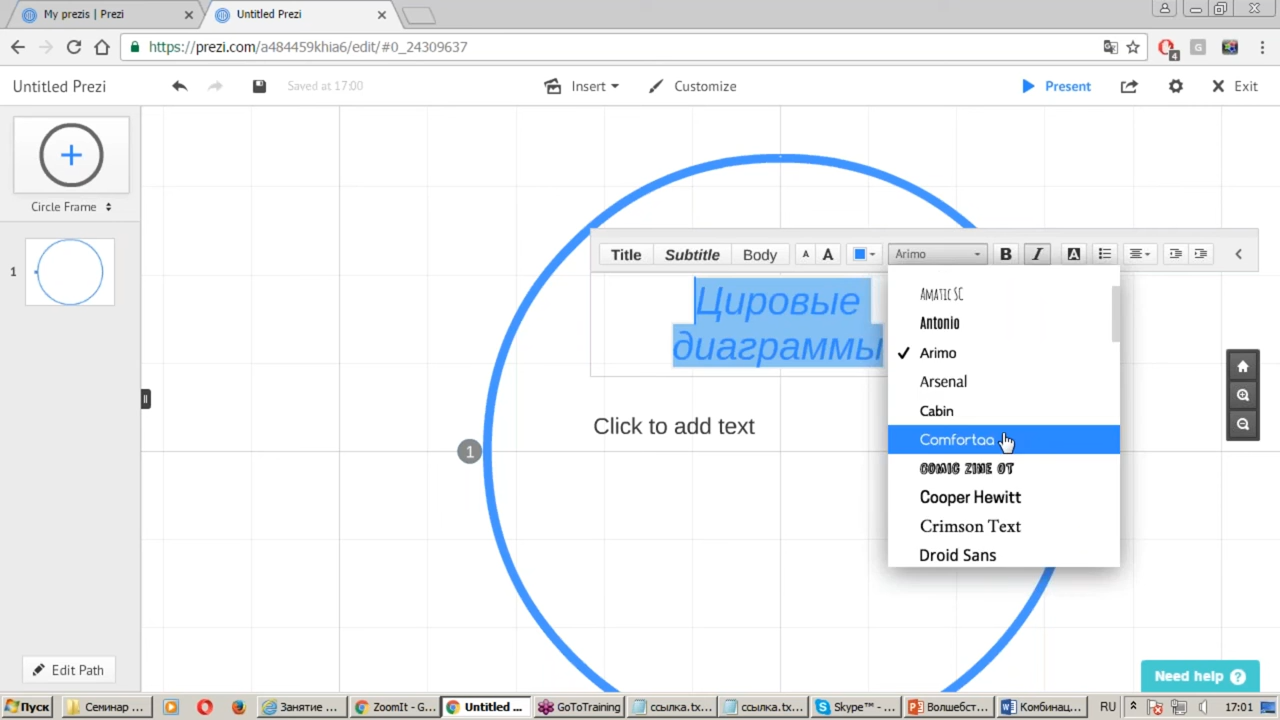 My prezis | Prezi
Untitled Prezi
https://prezi.com/a484459khia6/edit/#0_24309637
4
G
Untitled Prezi
Saved at 17:00
Insert
Customize
Present
Exit
Circle Frame
1
Title
Subtitle
Body
A
A
Arimo
B
I
A
Цировые
диаграммы
Click to add text
1
Amatic SC
Antonio
Arimo
Arsenal
Cabin
Comfortaa
COMIC ZINE OT
Cooper Hewitt
Crimson Text
Droid Sans
Edit Path
Need help ?
Пуск
Семинар ...
Занятие ...
ZoomIt - G...
Untitled ...
GoToTraining
ссылка.tx...
ссылка.tx...
Skype™ - ...
Волшебст...
Комбинац...
RU
17:01